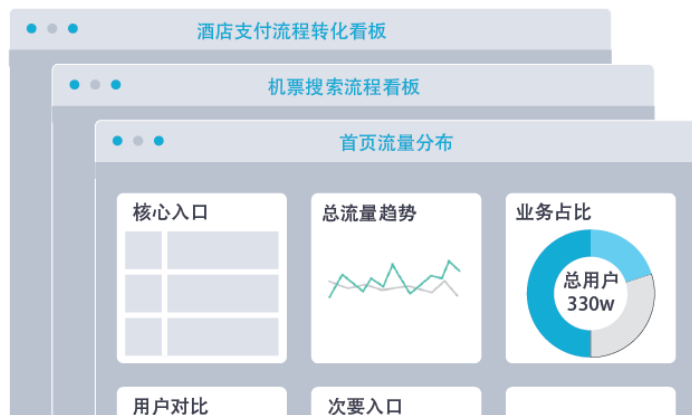 酒店支付流程转化看板
机票搜索流程看板
首页流量分布
核心入口
总流量趋势
业务占比
总用户
330w
用户对比
次要入口